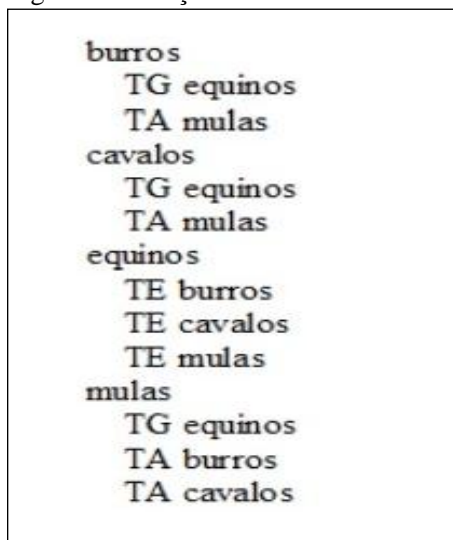 burros
TG equinos
TA mulas
cavalos
TG equinos
TA mulas
equinos
TE burros
TE cavalos
TE mulas
mulas
TG equinos
TA burros
TA cavalos